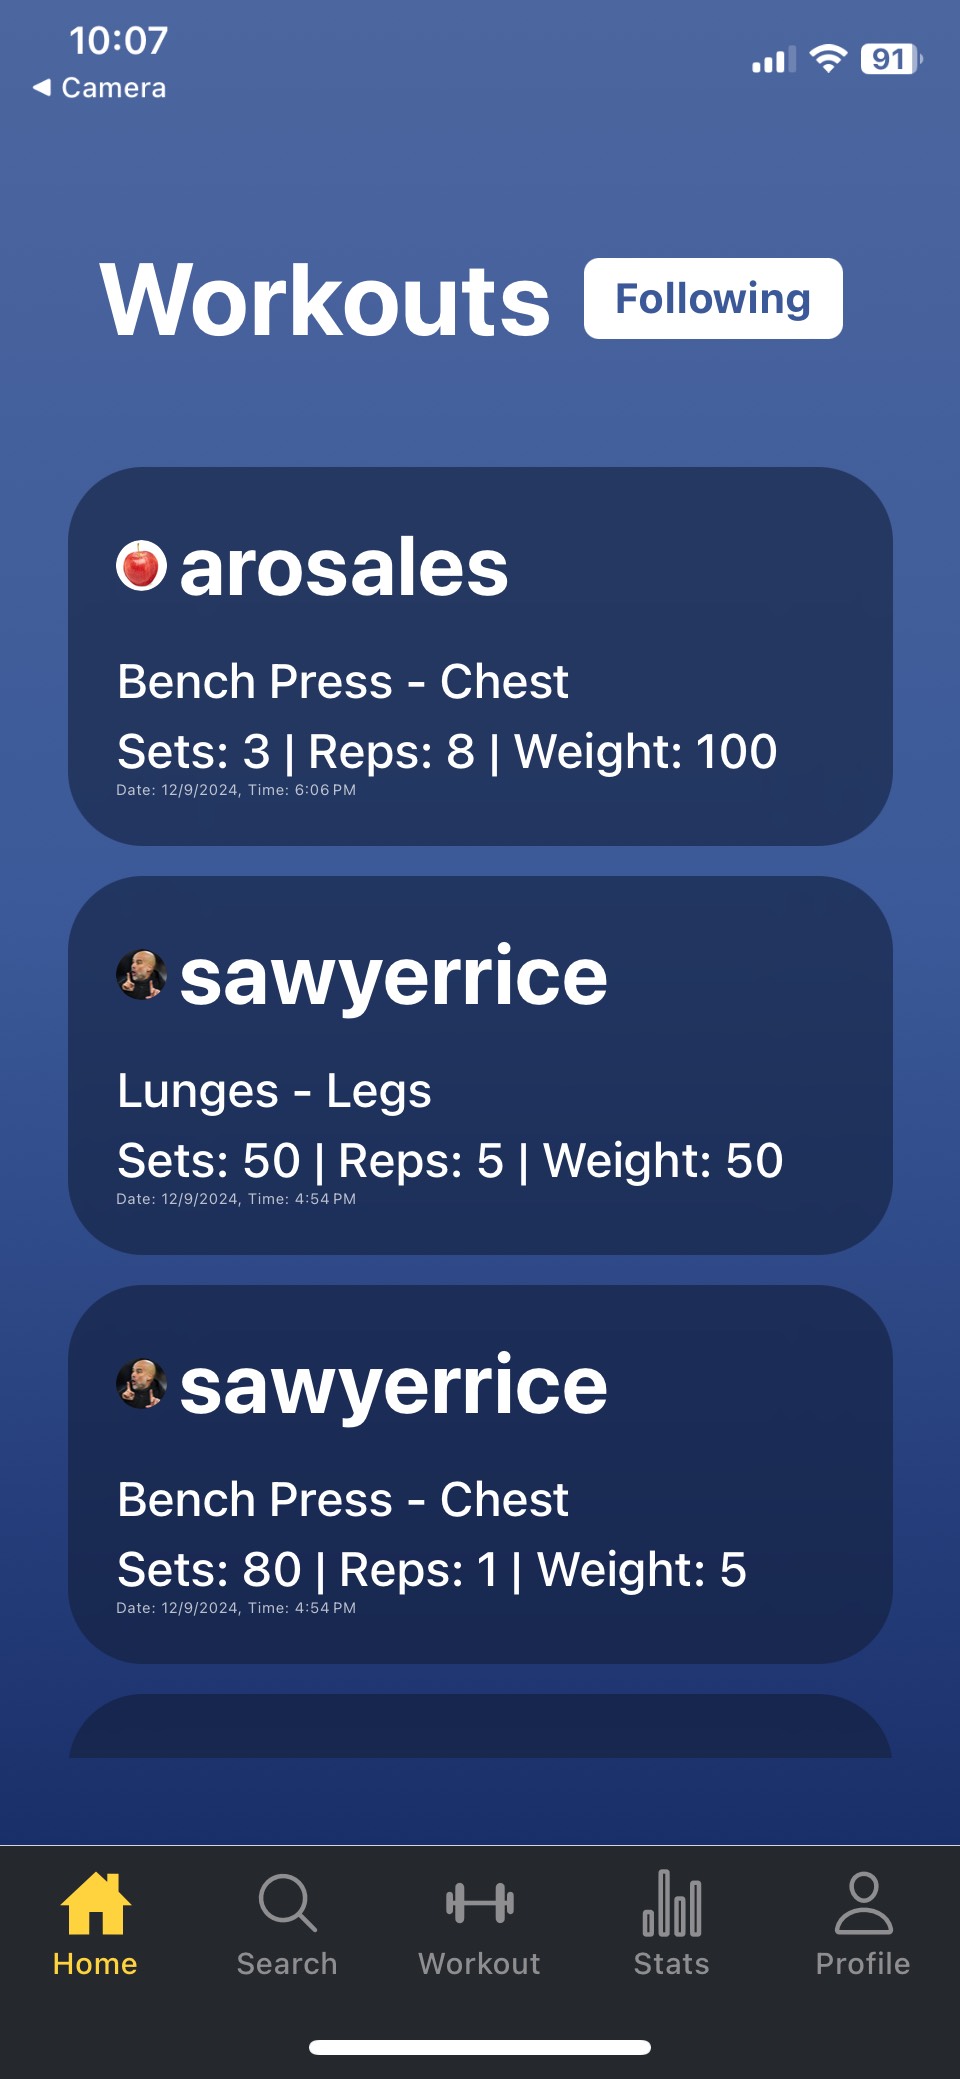 10:07
91
◀ Camera
Workouts
Following
arosales
Bench Press - Chest
Sets: 3 | Reps: 8 | Weight: 100
Date: 12/9/2024, Time: 6:06 PM
sawyerrice
Lunges - Legs
Sets: 50 | Reps: 5 | Weight: 50
Date: 12/9/2024, Time: 4:54 PM
sawyerrice
Bench Press - Chest
Sets: 80 | Reps: 1 | Weight: 5
Date: 12/9/2024, Time: 4:54 PM
Home
Search
Workout
Stats
Profile